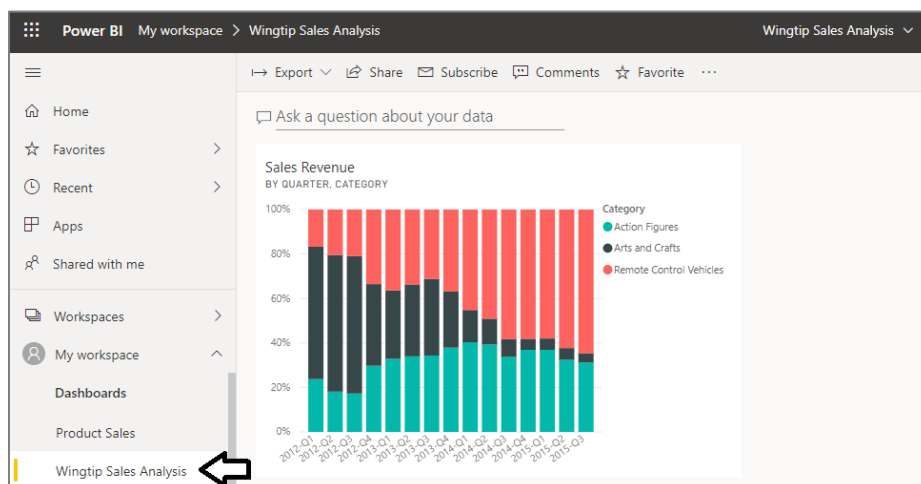 Power BI My workspace > Wingtip Sales Analysis
Wingtip Sales Analysis
Export
Share
Subscribe
Comments
Favorite
...
Home
Favorites
Recent
Apps
Shared with me
Workspaces
My workspace
Dashboards
Product Sales
Wingtip Sales Analysis
Ask a question about your data
Sales Revenue
BY QUARTER, CATEGORY
100%
80%
60%
40%
20%
0%
2012-Q1
2012-Q2
2012-Q3
2012-Q4
2013-Q1
2013-Q2
2013-Q3
2013-Q4
2014-Q1
2014-Q2
2014-Q3
2014-Q4
2015-Q1
2015-Q2
2015-Q3
Category
Action Figures
Arts and Crafts
Remote Control Vehicles